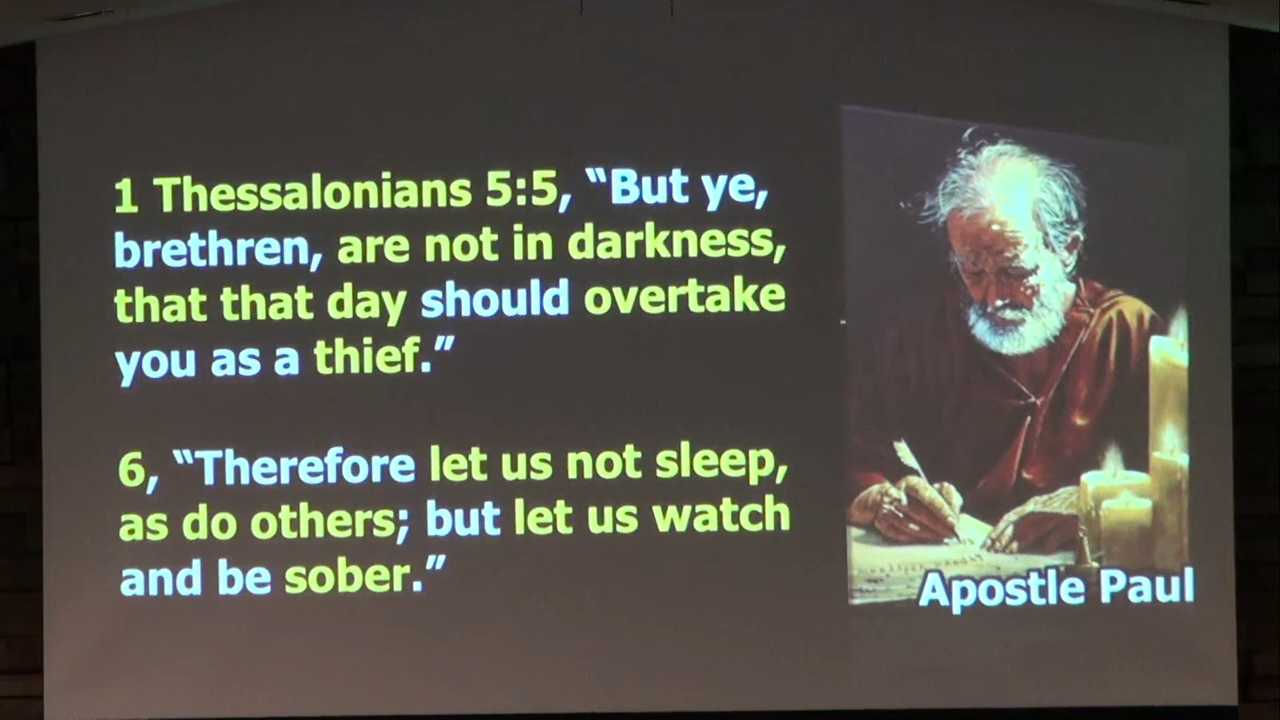 1 Thessalonians 5:5, “But ye,
brethren, are not in darkness,
that that day should overtake
you as a thief.”
6, “Therefore let us not sleep,
as do others; but let us watch
and be sober.”
Apostle Paul